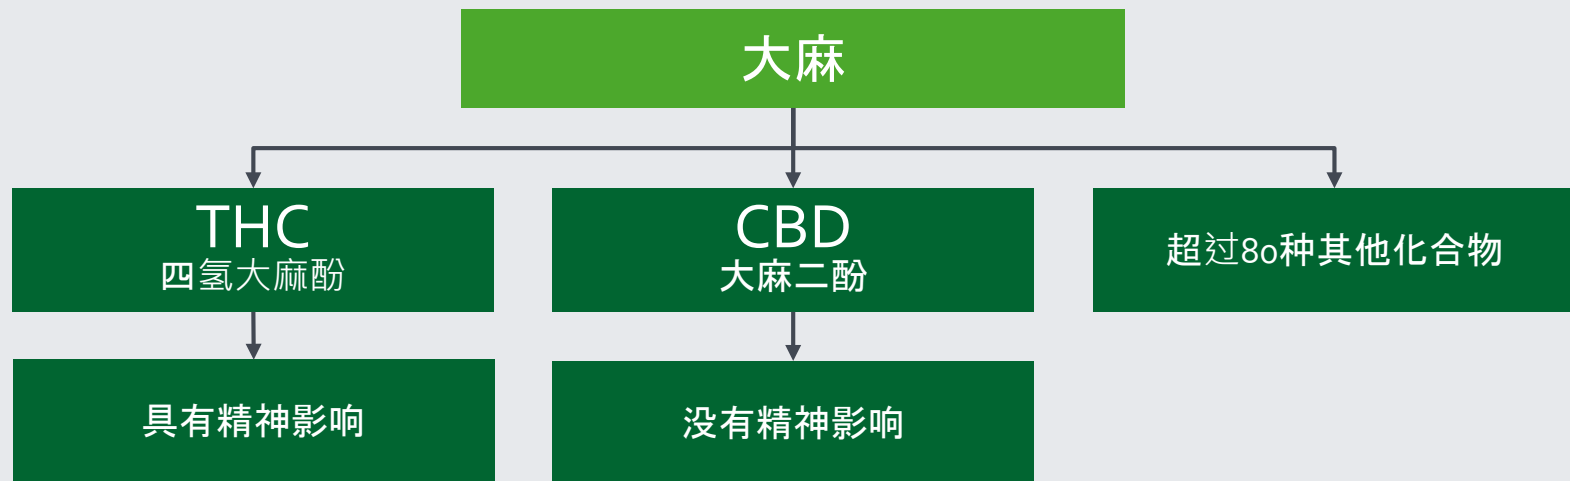 大麻
THC
四氢大麻酚
CBD
大麻二酚
超过80种其他化合物
具有精神影响
没有精神影响